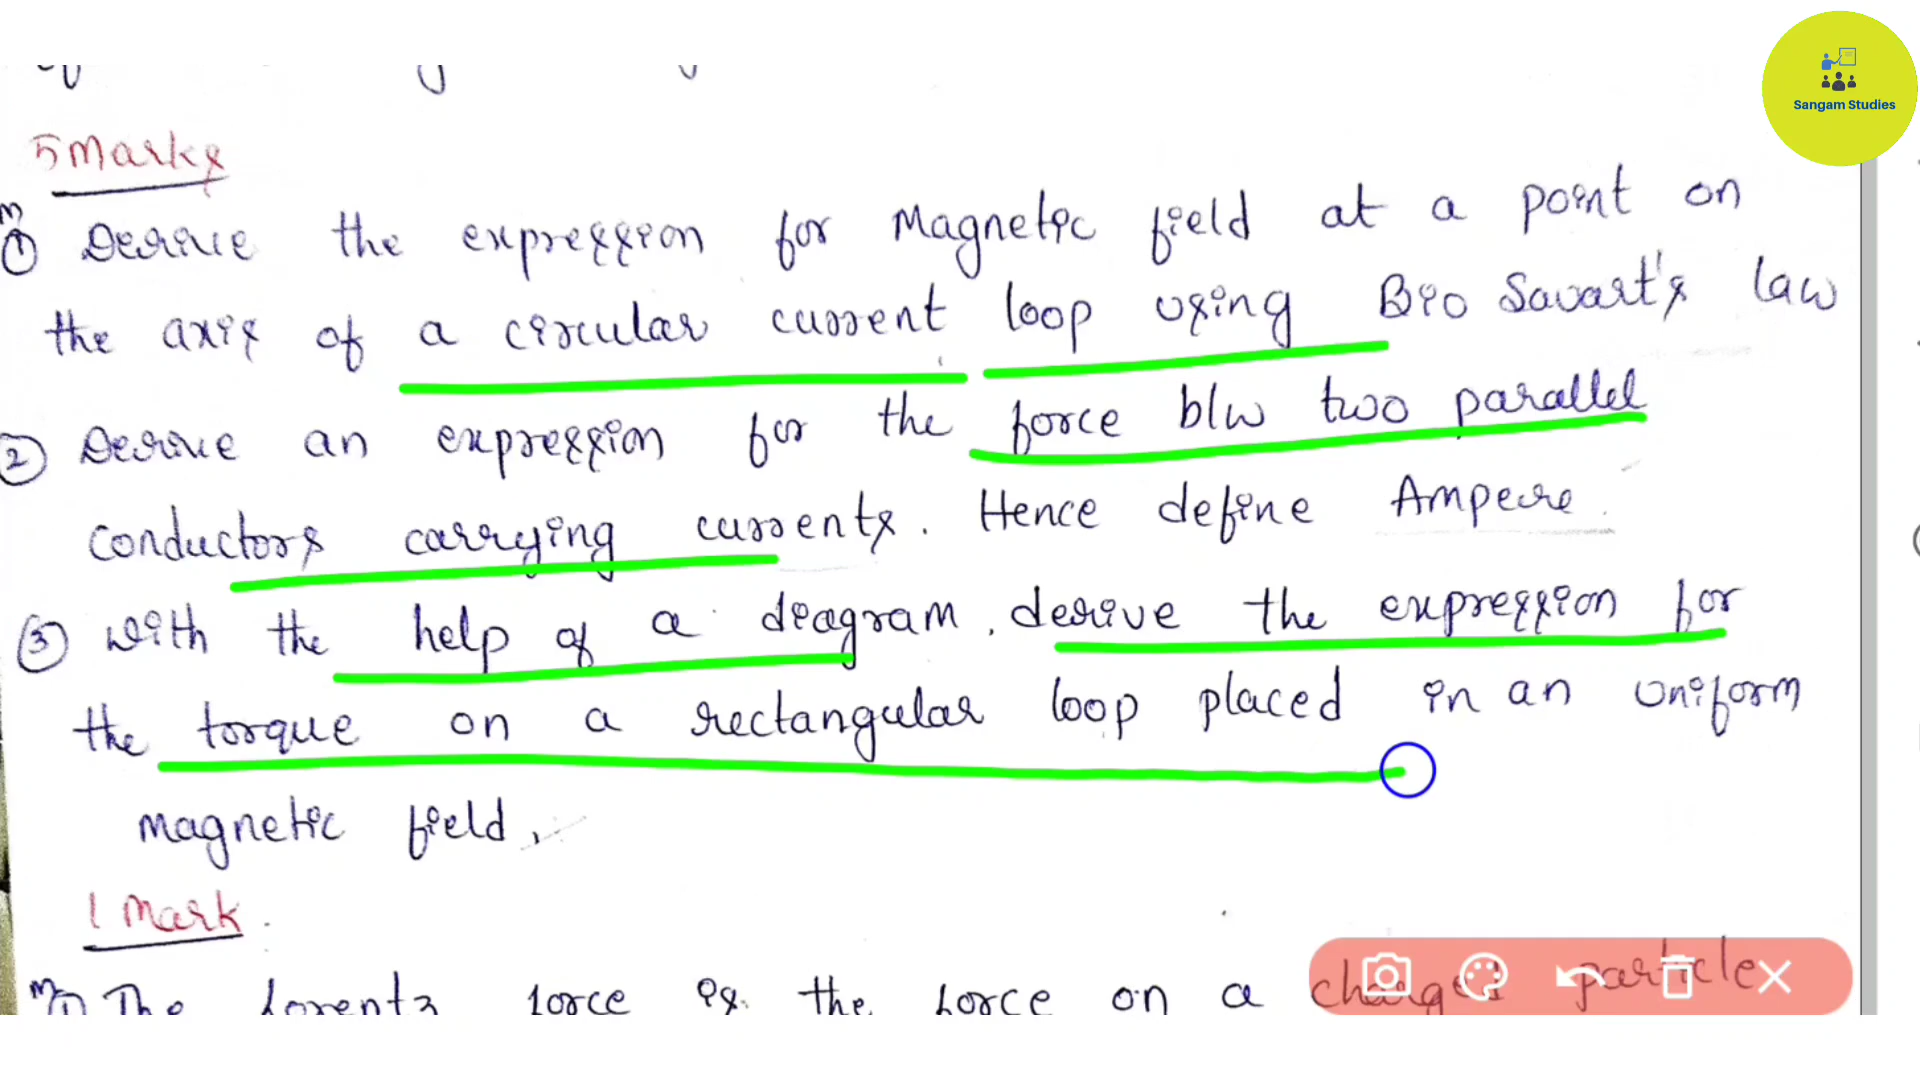 Sangam Studies
5 Marks
① Derive the expression for Magnetic field at a point on
the axis of a circular current loop using Bio Savart's law
② Derive an expression for the force b/w two parallel
conductors carrying currents. Hence define Ampere.
③ with the help of a diagram, derive the expression for
the torque on a rectangular loop placed in an uniform
magnetic field.
1 Mark
The Lorentz force is the force on a charged particle